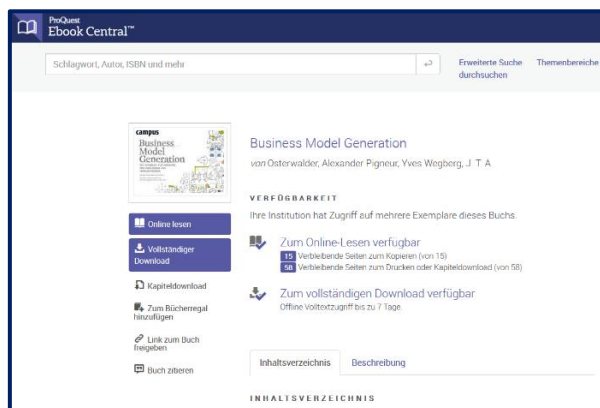 ProQuest
Ebook Central™
Schlagwort, Autor, ISBN und mehr
Erweiterte Suche
durchsuchen
Themenbereiche
campus
Business
Model
Generation
Business Model Generation
von Osterwalder, Alexander Pigneur, Yves Wegberg, J. T. A.
VERFÜGBARKEIT
Ihre Institution hat Zugriff auf mehrere Exemplare dieses Buchs.
Online lesen
Vollständiger
Download
Kapiteldownload
Zum Bücherregal
hinzufügen
Link zum Buch
freigeben
Buch zitieren
Zum Online-Lesen verfügbar
15 Verbleibende Seiten zum Kopieren (von 15)
58 Verbleibende Seiten zum Drucken oder Kapiteldownload (von 58)
Zum vollständigen Download verfügbar
Offline Volltextzugriff bis zu 7 Tage.
Inhaltsverzeichnis
Beschreibung
INHALTSVERZEICHNIS